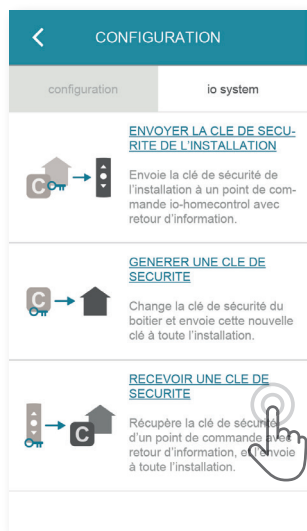 CONFIGURATION
configuration
io system
ENVOYER LA CLE DE SECU-
RITE DE L'INSTALLATION
Envoie la clé de sécurité de
l'installation à un point de com-
mande io-homecontrol avec
retour d'information.
C
GENERER UNE CLE DE
SECURITE
Change la clé de sécurité du
boitier et envoie cette nouvelle
clé à toute l'installation.
C
RECEVOIR UNE CLE DE
SECURITE
Récupère la clé de sécurité
d'un point de commande avec
retour d'information, et l'envoie
à toute l'installation.
C